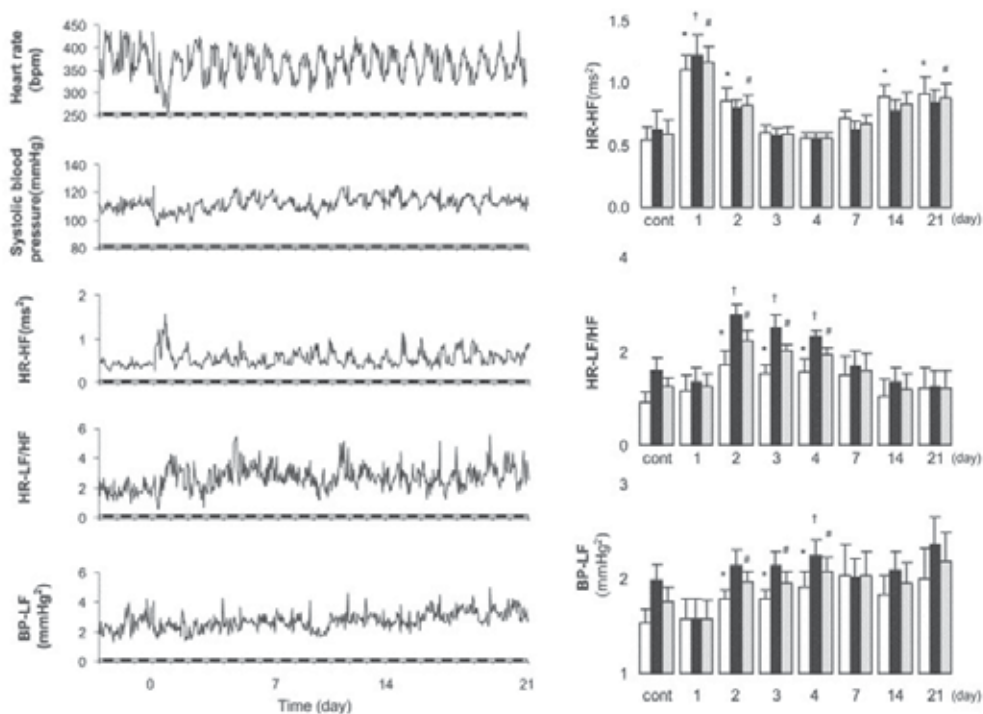 Heart rate
(bpm)
450
400
350
300
250
Systolic blood
pressure(mmHg)
140
120
100
80
HR-HF(ms²)
2
1
0
HR-LF/HF
6
4
2
0
BP-LF
(mmHg²)
6
4
2
0
0 7 14 21
Time (day)
HR-HF(ms²)
1.5
1.0
0.5
0.0
* † #
* #
*
* #
cont 1 2 3 4 7 14 21 (day)
HR-LF/HF
4
2
0
* † #
* † #
* † #
cont 1 2 3 4 7 14 21 (day)
BP-LF
(mmHg²)
3
2
1
* #
* #
* † #
cont 1 2 3 4 7 14 21 (day)